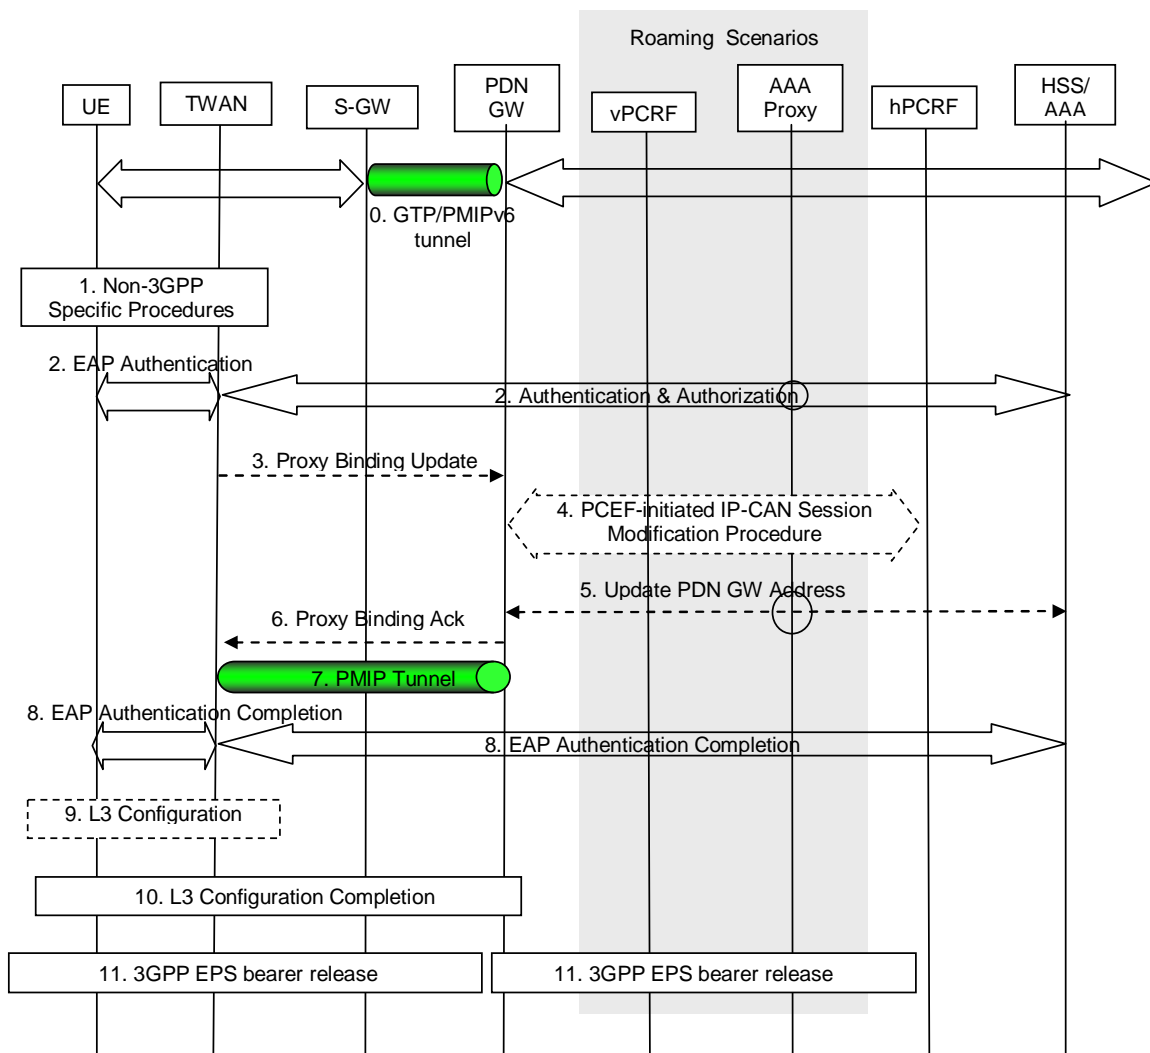 Roaming Scenarios
UE
TWAN
S-GW
PDN
GW
vPCRF
AAA
Proxy
hPCRF
HSS/
AAA
0. GTP/PMIPv6
tunnel
1. Non-3GPP
Specific Procedures
2. EAP Authentication
2. Authentication & Authorization
3. Proxy Binding Update
4. PCEF-initiated IP-CAN Session
Modification Procedure
5. Update PDN GW Address
6. Proxy Binding Ack
7. PMIP Tunnel
8. EAP Authentication Completion
8. EAP Authentication Completion
9. L3 Configuration
10. L3 Configuration Completion
11. 3GPP EPS bearer release
11. 3GPP EPS bearer release